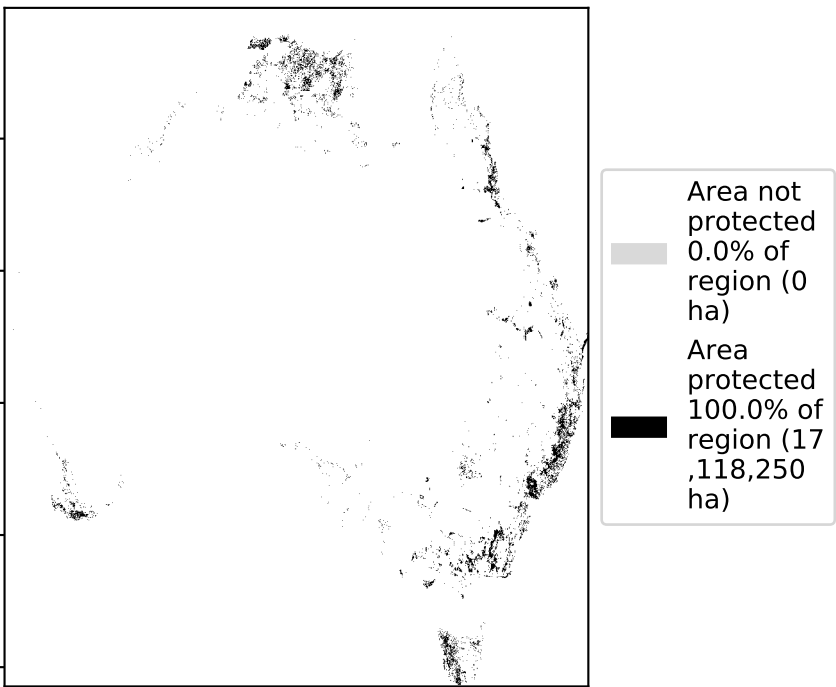 Area not
protected
0.0% of
region (0
ha)
Area
protected
100.0% of
region (17
,118,250
ha)